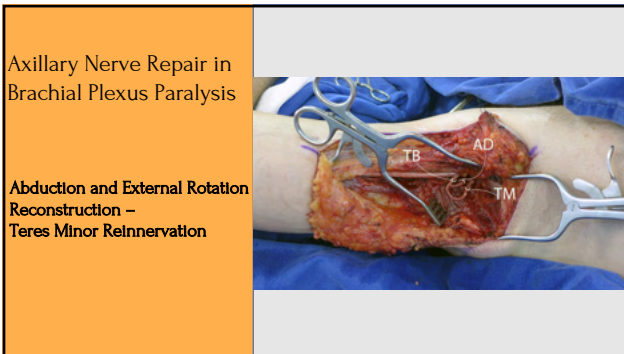 Axillary Nerve Repair in
Brachial Plexus Paralysis
Abduction and External Rotation
Reconstruction –
Teres Minor Reinnervation
TB
AD
TM